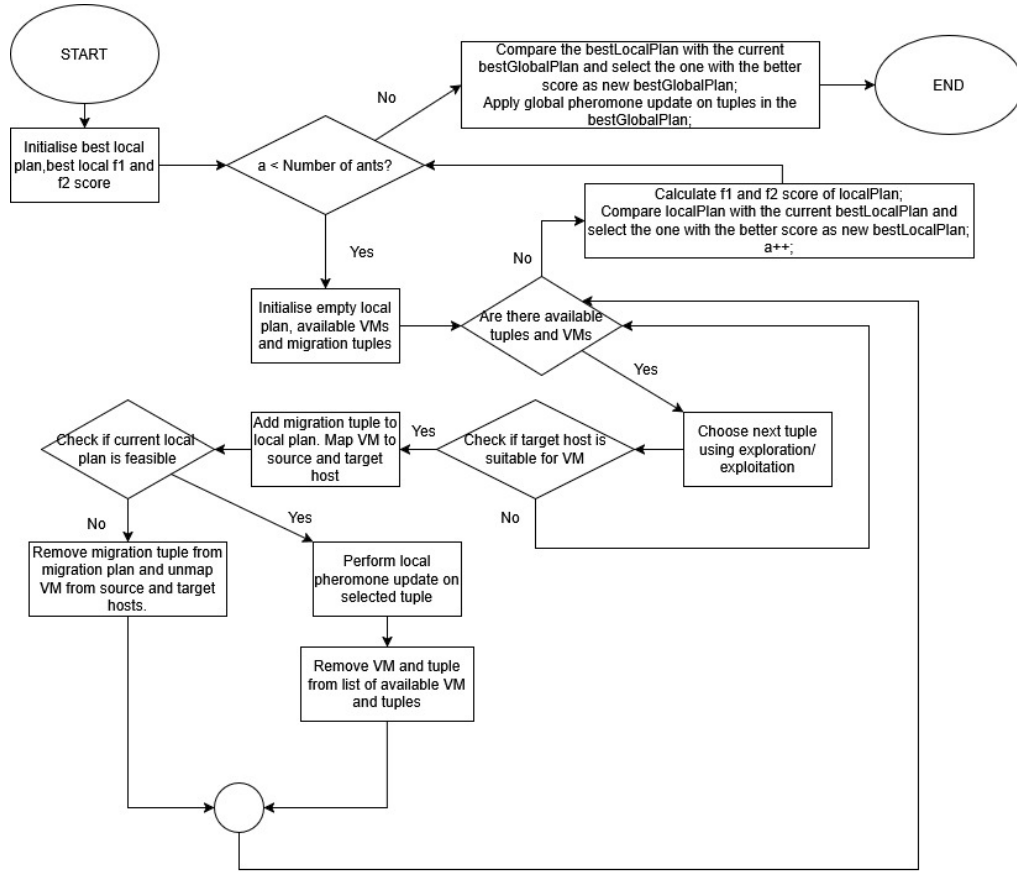 START
Initialise best local
plan,best local f1 and
f2 score
a < Number of ants?
No
Compare the bestLocalPlan with the current
bestGlobalPlan and select the one with the better
score as new bestGlobalPlan;
Apply global pheromone update on tuples in the
bestGlobalPlan;
END
Yes
Initialise empty local
plan, available VMs
and migration tuples
Are there available
tuples and VMs
No
Calculate f1 and f2 score of localPlan;
Compare localPlan with the current bestLocalPlan and
select the one with the better score as new bestLocalPlan;
a++;
Yes
Choose next tuple
using exploration/
exploitation
Check if target host is
suitable for VM
No
Yes
Add migration tuple to
local plan. Map VM to
source and target
host
Check if current local
plan is feasible
No
Remove migration tuple from
migration plan and unmap
VM from source and target
hosts.
Yes
Perform local
pheromone update on
selected tuple
Remove VM and tuple
from list of available VM
and tuples